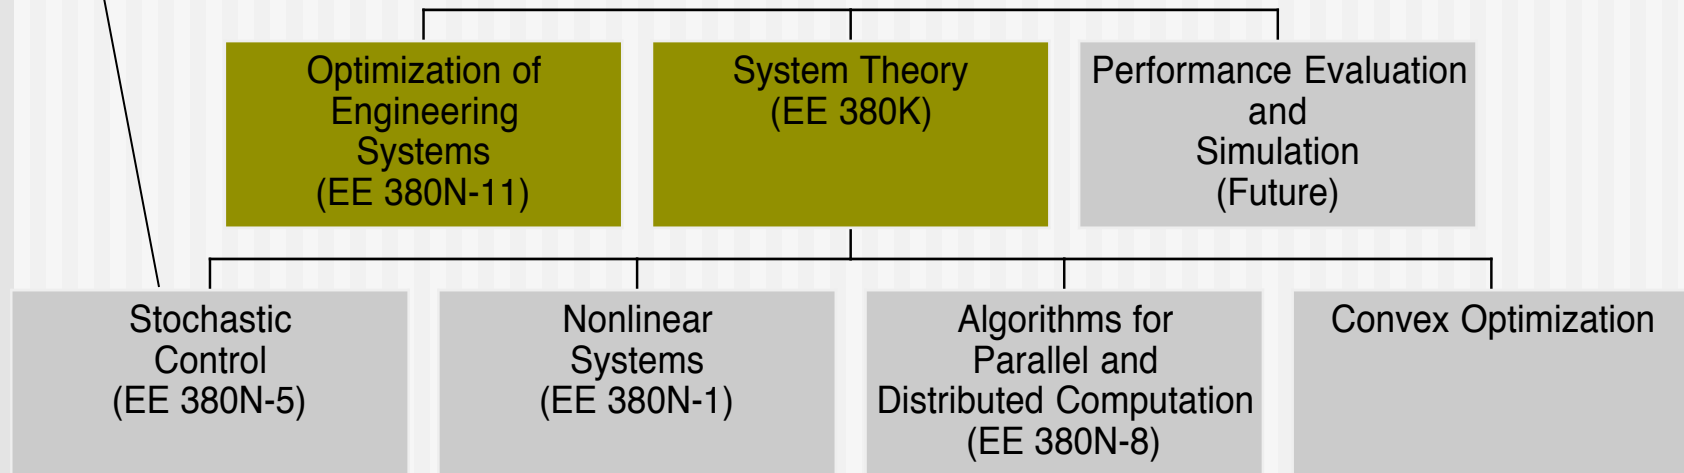 Optimization of
Engineering
Systems
(EE 380N-11)
System Theory
(EE 380K)
Performance Evaluation
and
Simulation
(Future)
Stochastic
Control
(EE 380N-5)
Nonlinear
Systems
(EE 380N-1)
Algorithms for
Parallel and
Distributed Computation
(EE 380N-8)
Convex Optimization